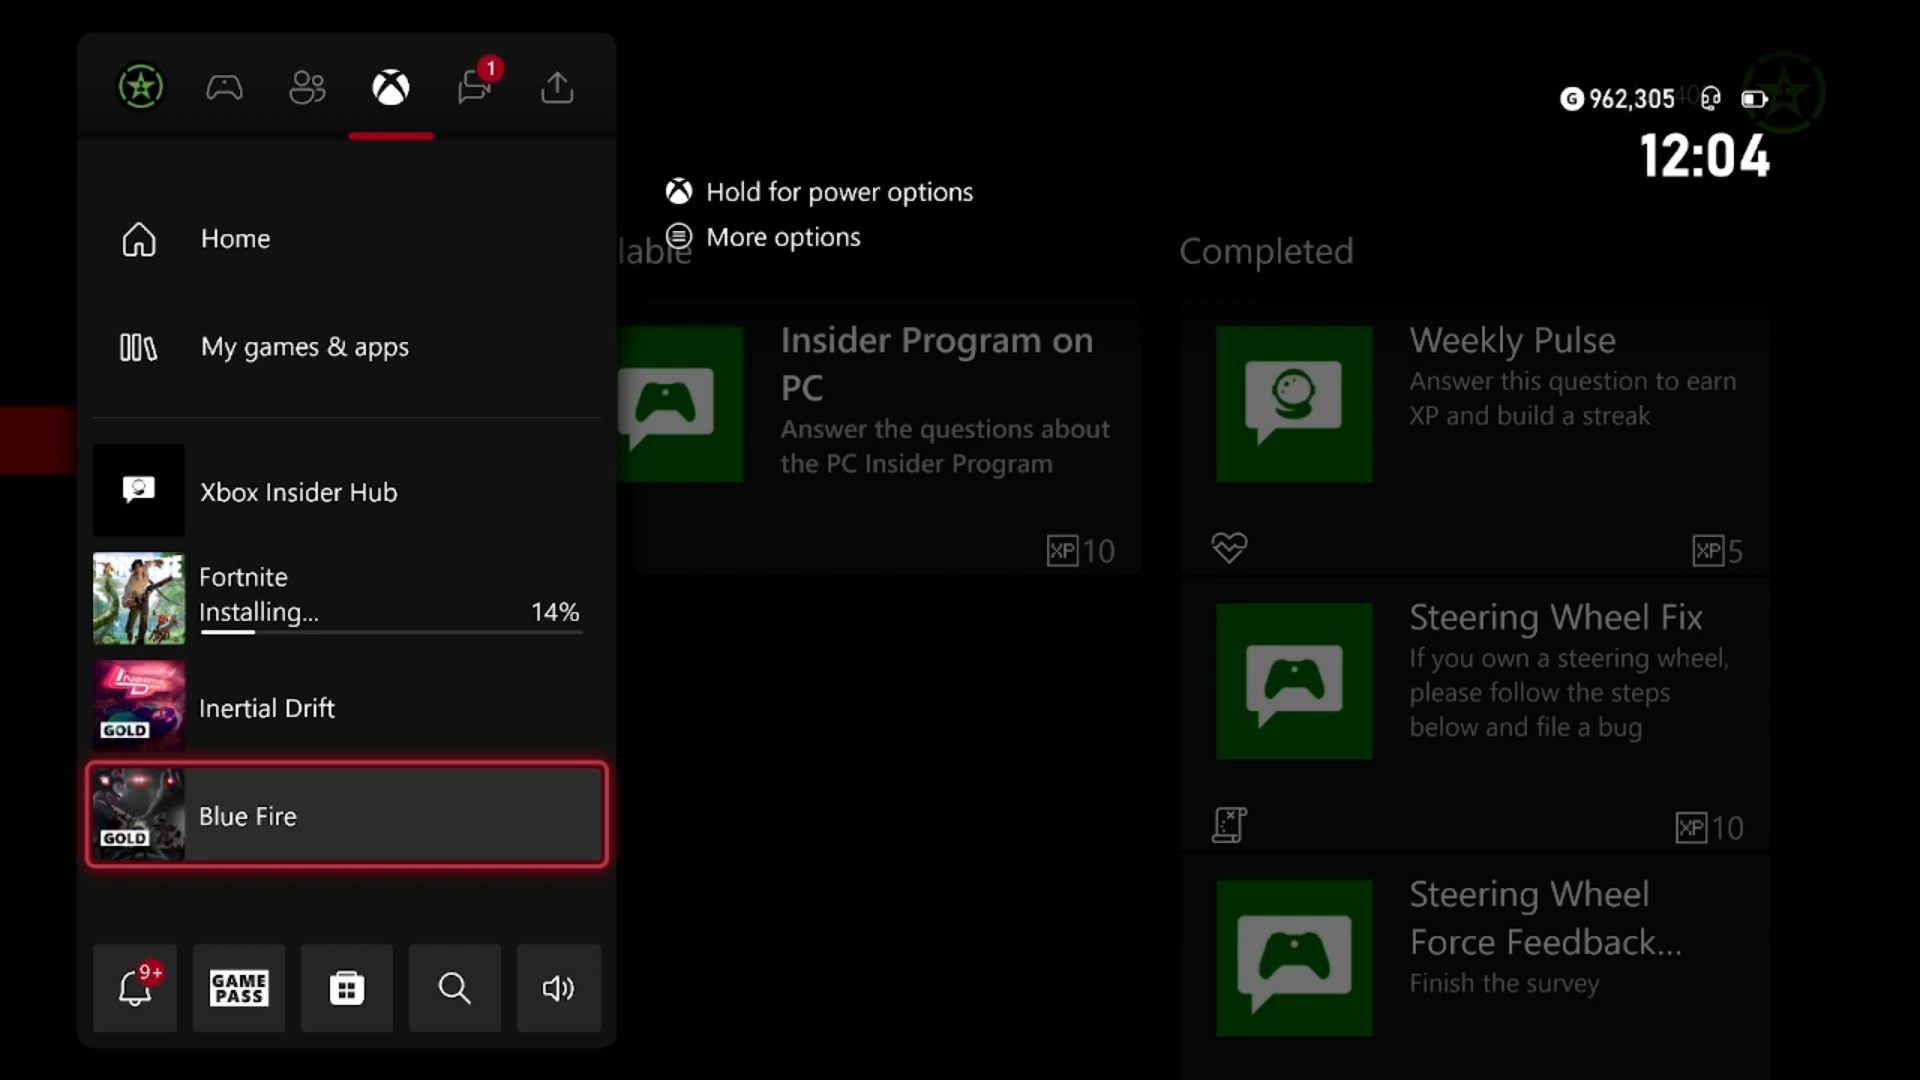 1
962,305
12:04
Hold for power options
More options
Home
My games & apps
Xbox Insider Hub
Fortnite
Installing...
14%
GOLD
Inertial Drift
GOLD
Blue Fire
9+
GAME
PASS
lable
Insider Program on
PC
Answer the questions about
the PC Insider Program
XP 10
Completed
Weekly Pulse
Answer this question to earn
XP and build a streak
XP 5
Steering Wheel Fix
If you own a steering wheel,
please follow the steps
below and file a bug
XP 10
Steering Wheel
Force Feedback...
Finish the survey